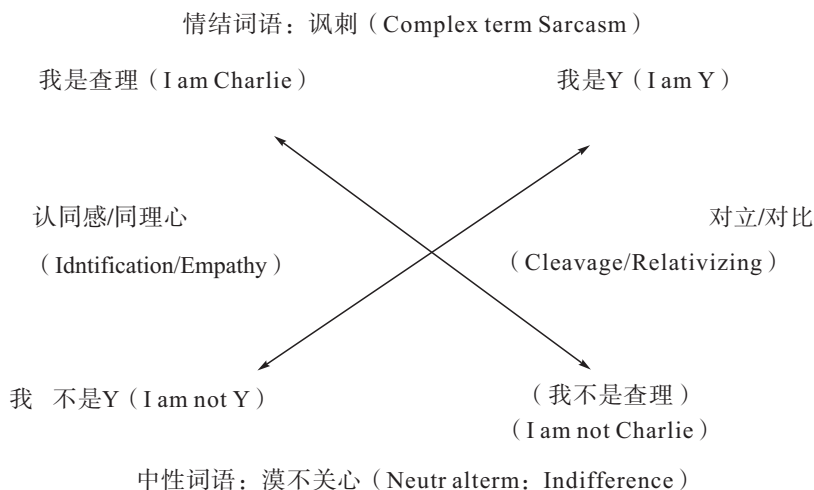 情结词语：讽刺（Complex term Sarcasm）
我是查理（I am Charlie）
我是Y（I am Y）
认同感/同理心
（Idntification/Empathy）
对立/对比
（Cleavage/Relativizing）
我 不是Y（I am not Y）
（我不是查理）
（I am not Charlie）
中性词语：漠不关心（Neutr alterm：Indifference）